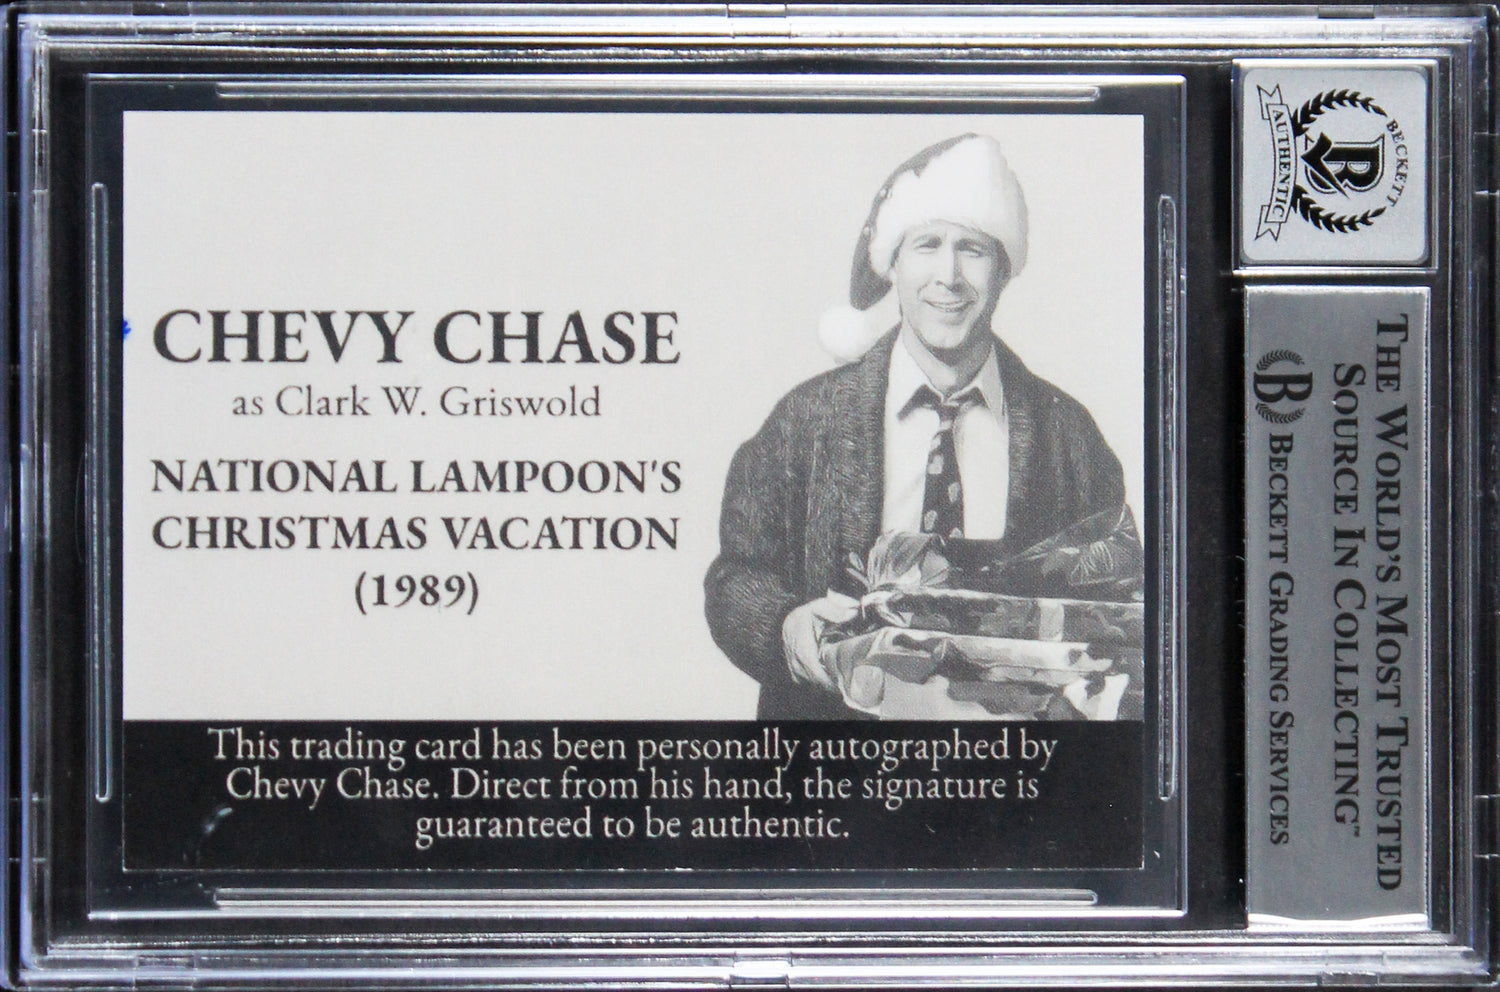 CHEVY CHASE
as Clark W. Griswold
NATIONAL LAMPOON'S
CHRISTMAS VACATION
(1989)
This trading card has been personally autographed by
Chevy Chase. Direct from his hand, the signature is
guaranteed to be authentic.
BECKETT
B
AUTHENTIC
THE WORLD'S MOST TRUSTED
SOURCE IN COLLECTING™
B BECKETT GRADING SERVICES